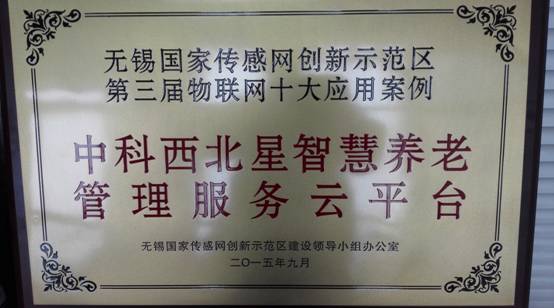 无锡国家传感网创新示范区
第三届物联网十大应用案例
中科西北星智慧养老
管理服务云平台
无锡国家传感网创新示范区建设领导小组办公室
二〇一五年九月